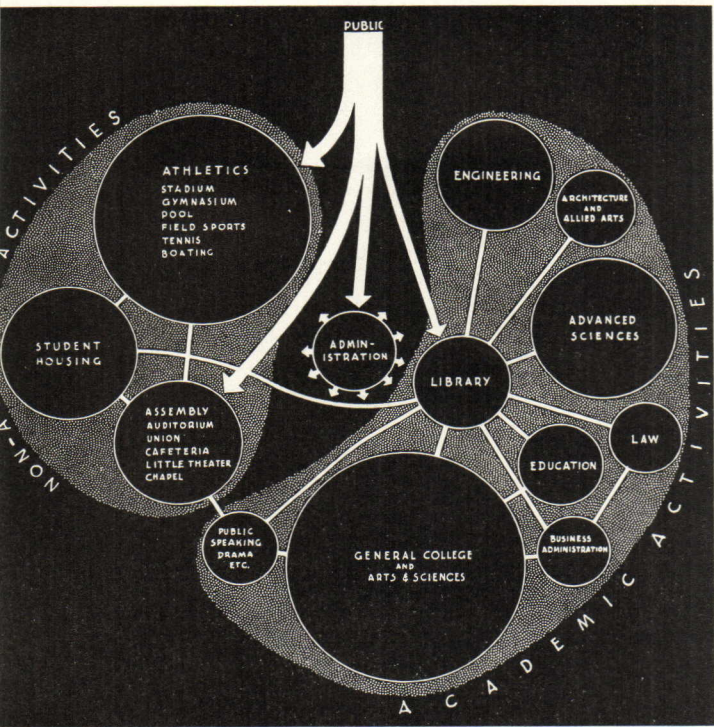 PUBLIC
ACTIVITIES
NON-A
ATHLETICS
STADIUM
GYMNASIUM
POOL
FIELD SPORTS
TENNIS
BOATING
STUDENT
HOUSING
ASSEMBLY
AUDITORIUM
UNION
CAFETERIA
LITTLE THEATER
CHAPEL
ADMIN-
ISTRATION
ENGINEERING
ARCHITECTURE
AND
ALLIED ARTS
ADVANCED
SCIENCES
LIBRARY
LAW
EDUCATION
BUSINESS
ADMINISTRATION
GENERAL COLLEGE
AND
ARTS & SCIENCES
PUBLIC
SPEAKING
DRAMA
ETC.
ACADEMIC ACTIVITIES